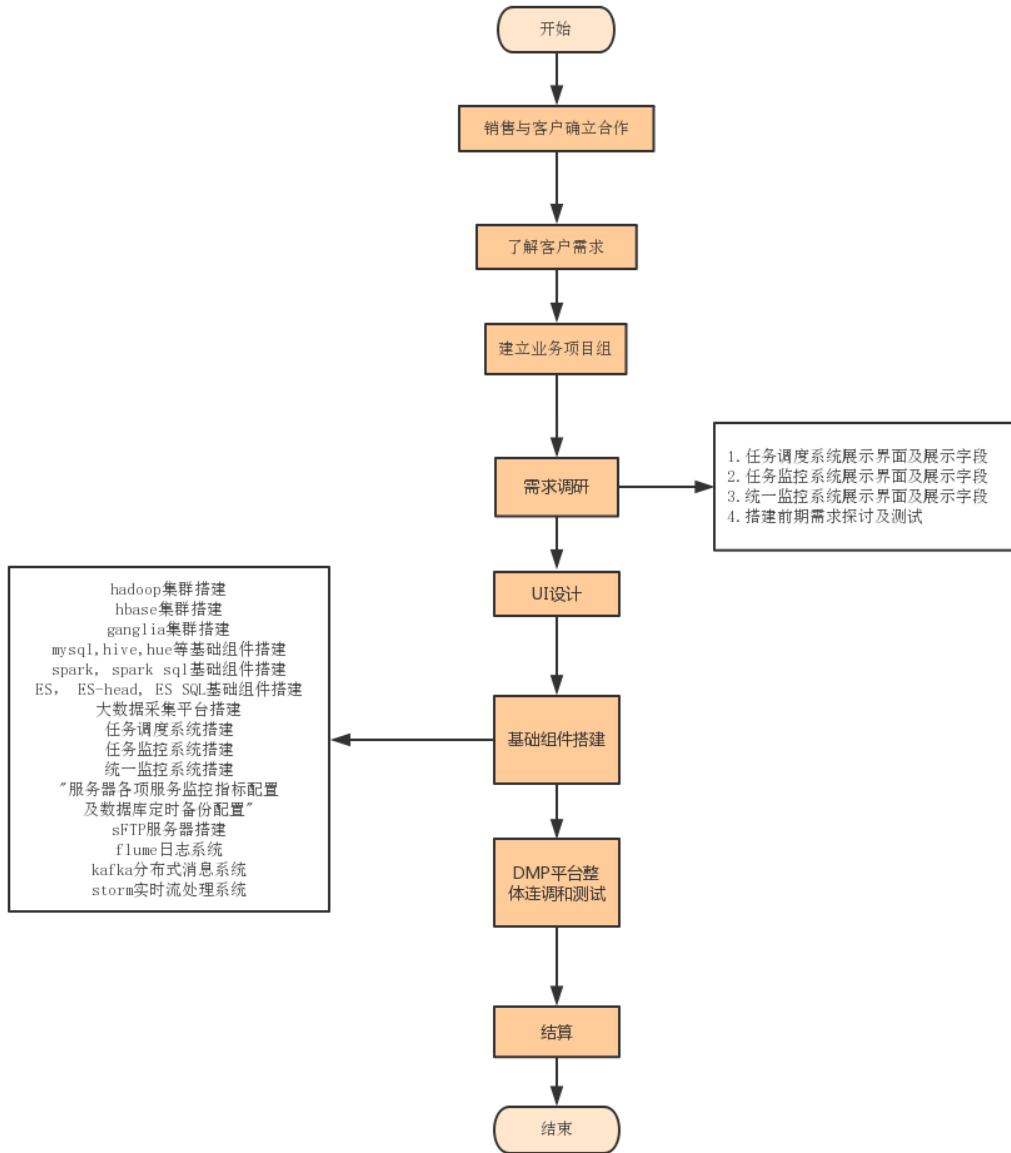 开始
销售与客户确立合作
了解客户需求
建立业务项目组
需求调研
1.任务调度系统展示界面及展示字段
2.任务监控系统展示界面及展示字段
3.统一监控系统展示界面及展示字段
4.搭建前期需求探讨及测试
UI设计
基础组件搭建
hadoop集群搭建
hbase集群搭建
ganglia集群搭建
mysql,hive,hue等基础组件搭建
spark, spark sql基础组件搭建
ES， ES-head, ES SQL基础组件搭建
大数据采集平台搭建
任务调度系统搭建
任务监控系统搭建
统一监控系统搭建
"服务器各项服务监控指标配置
及数据库定时备份配置"
sFTP服务器搭建
flume日志系统
kafka分布式消息系统
storm实时流处理系统
DMP平台整
体连调和测试
结算
结束